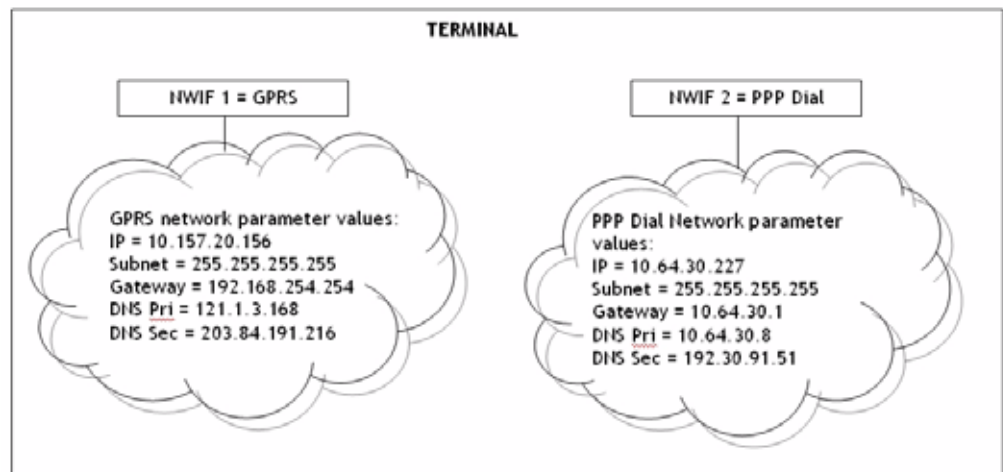 TERMINAL
NWIF 1 = GPRS
GPRS network parameter values:
IP = 10.157.20.156
Subnet = 255.255.255.255
Gateway = 192.168.254.254
DNS Pri = 121.1.3.168
DNS Sec = 203.84.191.216
NWIF 2 = PPP Dial
PPP Dial Network parameter
values:
IP = 10.64.30.227
Subnet = 255.255.255.255
Gateway = 10.64.30.1
DNS Pri = 10.64.30.8
DNS Sec = 192.30.91.51